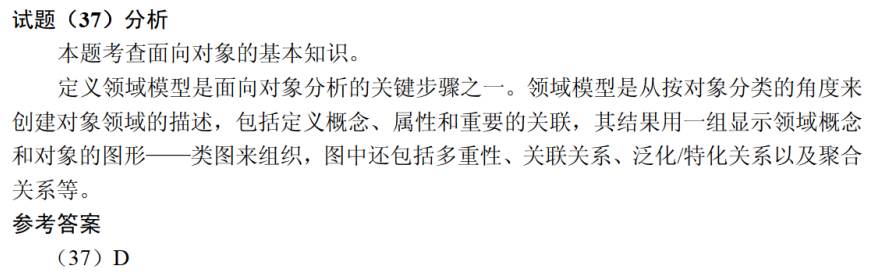 试题（37）分析
本题考查面向对象的基本知识。
定义领域模型是面向对象分析的关键步骤之一。领域模型是从按对象分类的角度来
创建对象领域的描述，包括定义概念、属性和重要的关联，其结果用一组显示领域概念
和对象的图形——类图来组织，图中还包括多重性、关联关系、泛化/特化关系以及聚合
关系等。
参考答案
（37）D